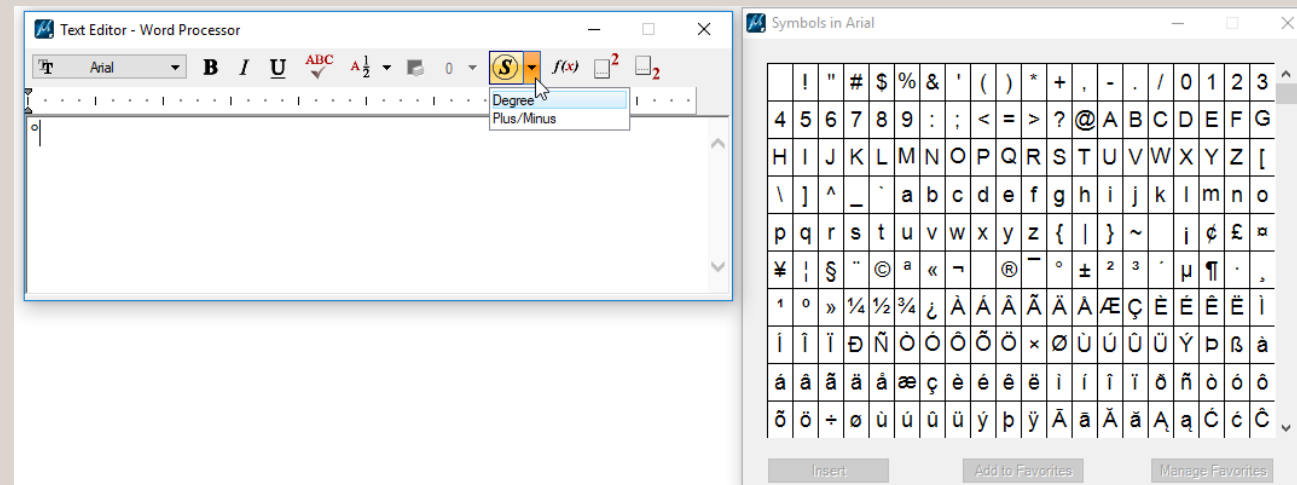 Text Editor - Word Processor
Arial B I U ABC A½ 0 S f(x) 2 2
Degree
Plus/Minus
°
Symbols in Arial
! " # $ % & ' ( ) * + , - . / 0 1 2 3
4 5 6 7 8 9 : ; < = > ? @ A B C D E F G
H I J K L M N O P Q R S T U V W X Y Z [
\ ] ^ _ ` a b c d e f g h i j k l m n o
p q r s t u v w x y z { | } ~ ¡ ¢ £ ¤
¥ ¦ § ¨ © ª « ¬ ® ¯ ° ± ² ³ ´ µ ¶ · ¸
¹ º » ¼ ½ ¾ ¿ À Á Â Ã Ä Å Æ Ç È É Ê Ë Ì
Í Î Ï Ð Ñ Ò Ó Ô Õ Ö × Ø Ù Ú Û Ü Ý Þ ß à
á â ã ä å æ ç è é ê ë ì í î ï ð ñ ò ó ô
õ ö ÷ ø ù ú û ü ý þ ÿ Ā ā Ă ă Ą ą Ć ć Ĉ
Insert Add to Favorites Manage Favorites